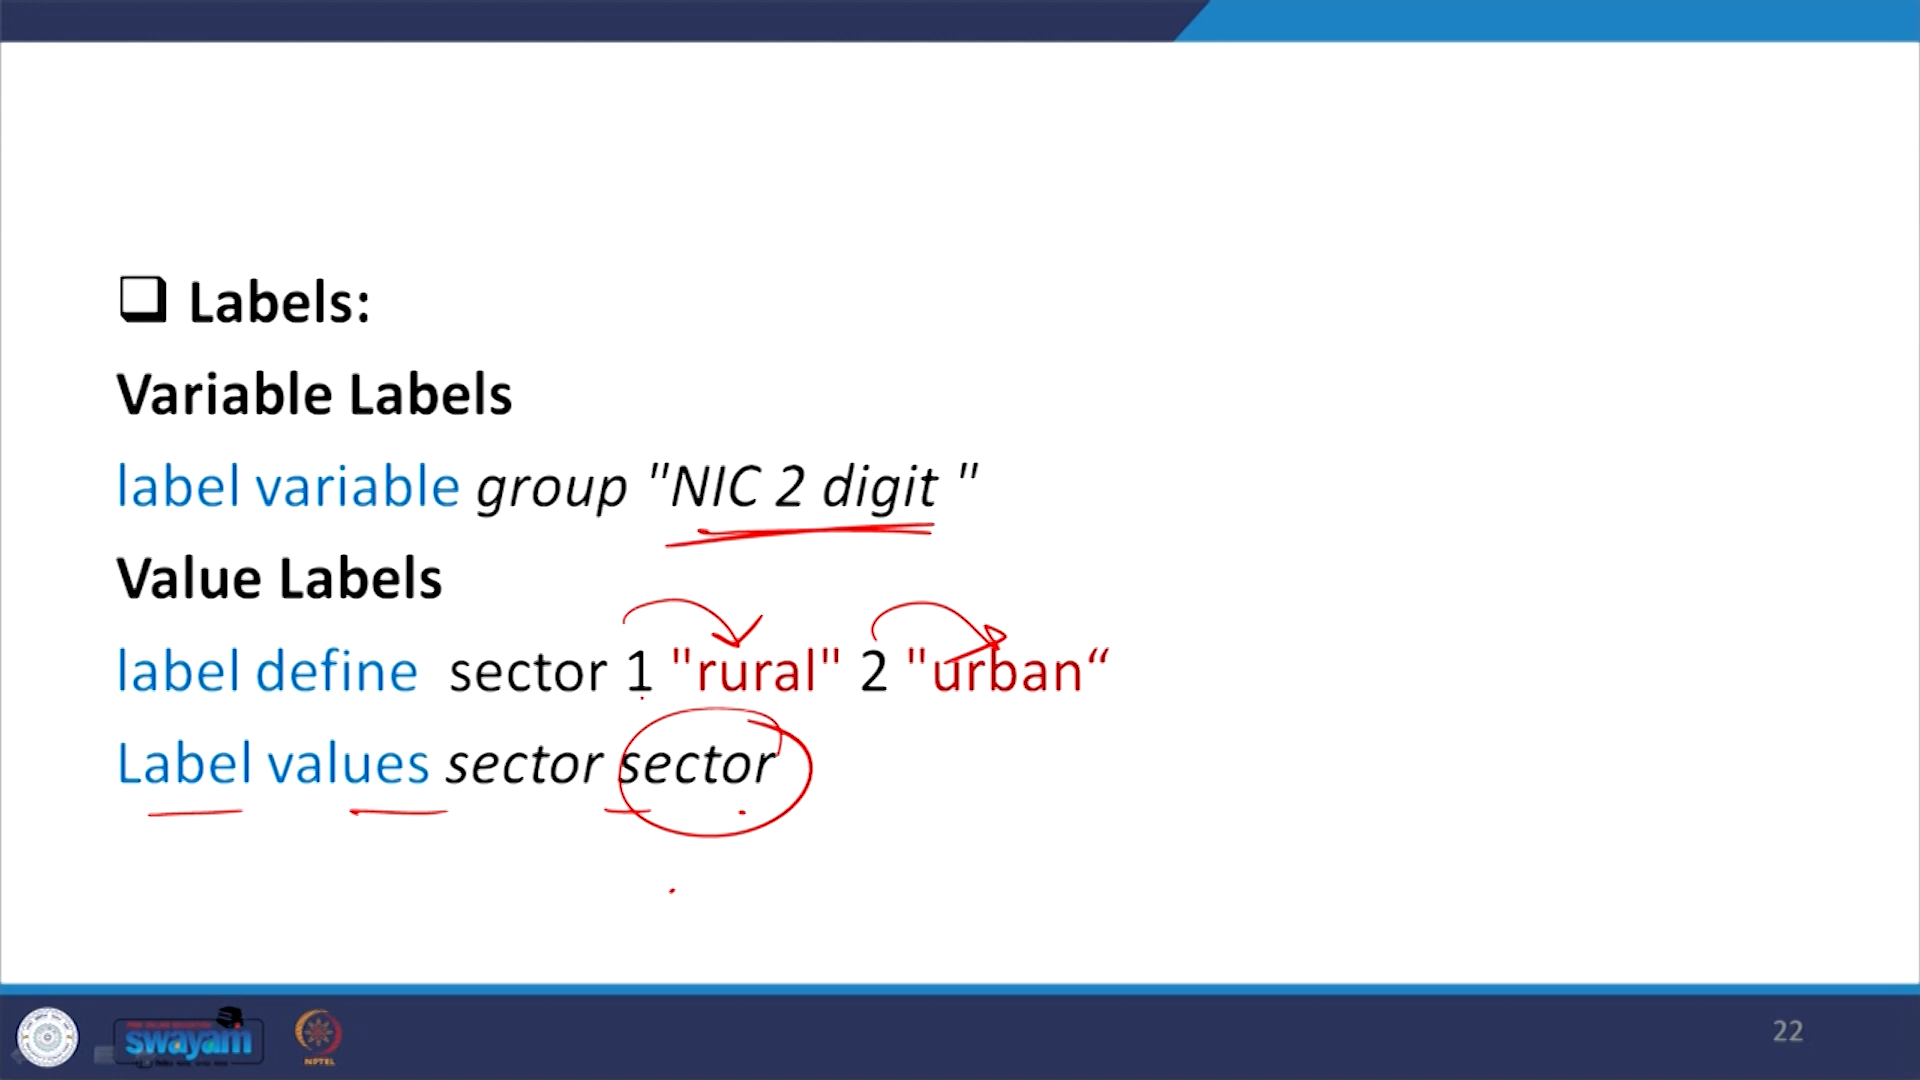 Labels:
Variable Labels
label variable group "NIC 2 digit "
Value Labels
label define sector 1 "rural" 2 "urban“
Label values sector sector
swayam
NPTEL
22